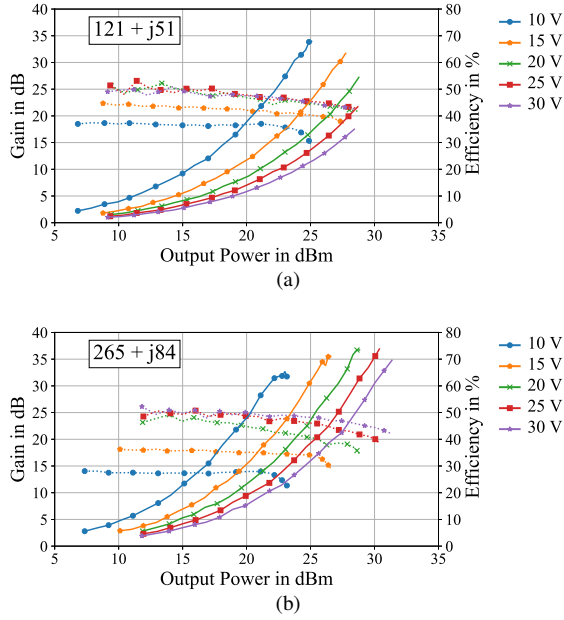 40
35
30
25
20
15
10
5
0
Gain in dB
121 + j51
80
70
60
50
40
30
20
10
0
Efficiency in %
5
10
15
20
25
30
35
Output Power in dBm
10 V
15 V
20 V
25 V
30 V
(a)
40
35
30
25
20
15
10
5
0
Gain in dB
265 + j84
80
70
60
50
40
30
20
10
0
Efficiency in %
5
10
15
20
25
30
35
Output Power in dBm
10 V
15 V
20 V
25 V
30 V
(b)